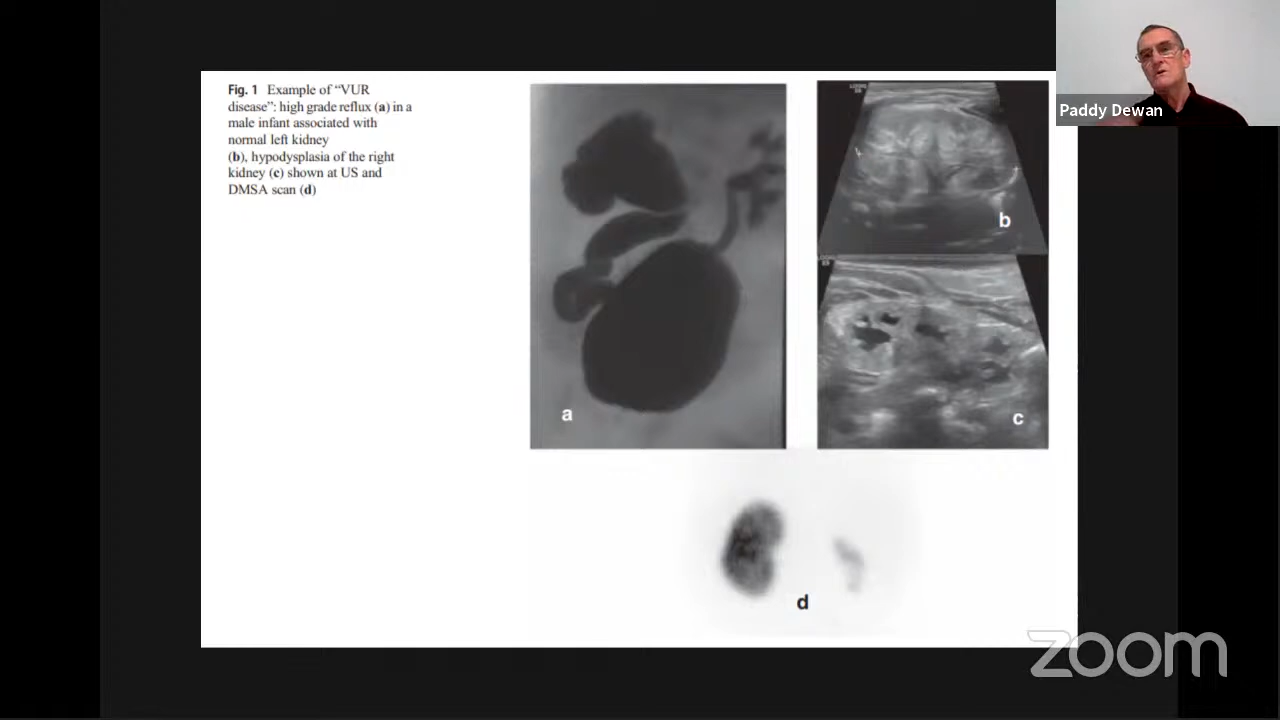 Fig. 1 Example of “VUR
disease”: high grade reflux (a) in a
male infant associated with
normal left kidney
(b), hypodysplasia of the right
kidney (c) shown at US and
DMSA scan (d)
a
b
c
d
Paddy Dewan
zoom